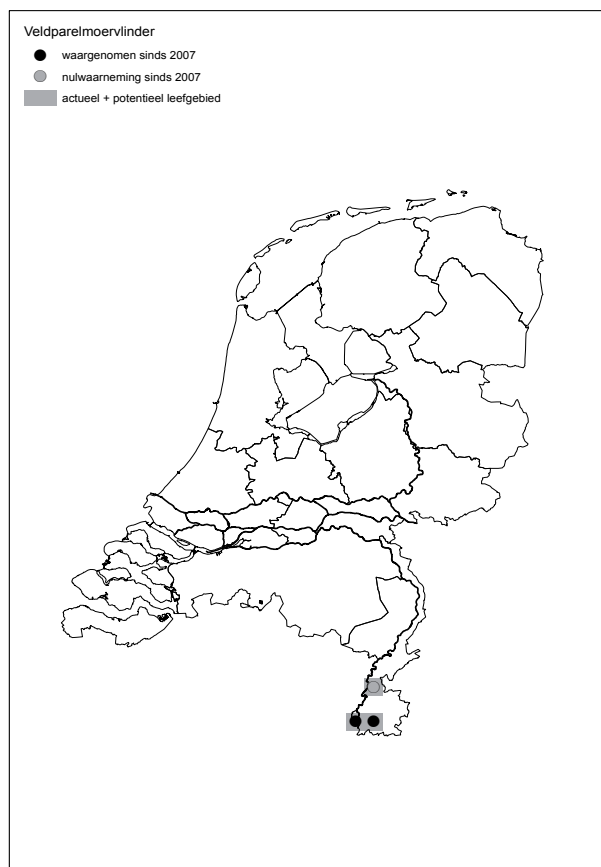 Veldparelmoervlinder
waargenomen sinds 2007
nulwaarneming sinds 2007
actueel + potentieel leefgebied